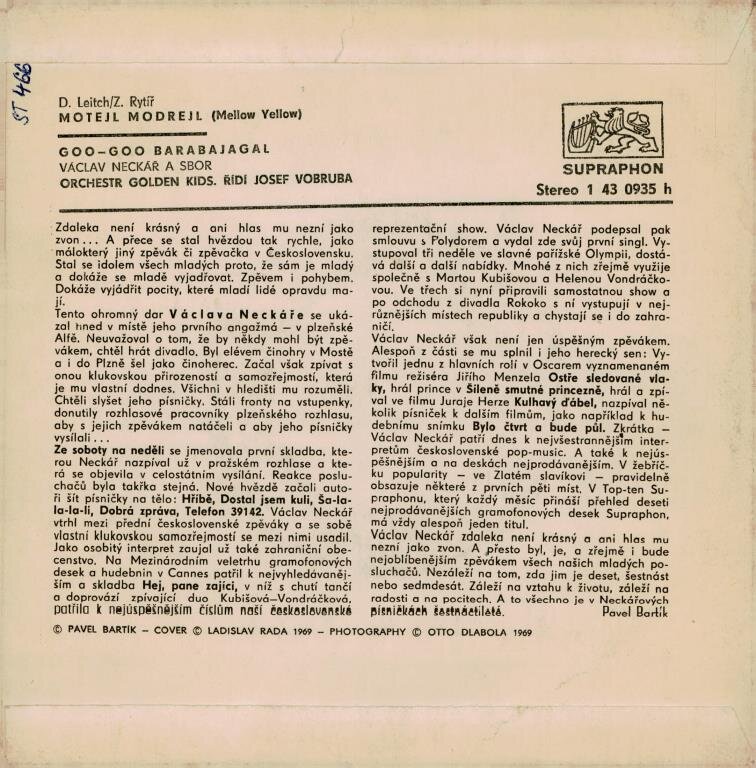 ST 466
D. Leitch/Z. Rytíř
MOTEJL MODREJL (Mellow Yellow)
GOO-GOO BARABAJAGAL
VÁCLAV NECKÁŘ A SBOR
ORCHESTR GOLDEN KIDS. ŘÍDÍ JOSEF VOBRUBA
SUPRAPHON
Stereo 1 43 0935 h
Zdaleka není krásný a ani hlas mu nezní jako
zvon... A přece se stal hvězdou tak rychle, jako
málokterý jiný zpěvák či zpěvačka v Československu.
Stal se idolem všech mladých proto, že sám je mladý
a dokáže se mladě vyjadřovat. Zpěvem i pohybem.
Dokáže vyjádřit pocity, které mladí lidé opravdu ma-
jí.
Tento ohromný dar Václava Neckáře se uká-
zal hned v místě jeho prvního angažmá – v plzeňské
Alfě. Neuvažoval o tom, že by někdy mohl být zpě-
vákem, chtěl hrát divadlo. Byl elévem činohry v Mostě
a i do Plzně šel jako činoherec. Začal však zpívat s
onou klukovskou přirozeností a samozřejmostí, která
je mu vlastní dodnes. Všichni v hledišti mu rozuměli.
Chtěli slyšet jeho písničky. Stáli fronty na vstupenky,
donutily rozhlasové pracovníky plzeňského rozhlasu,
aby s jejich zpěvákem natáčeli a aby jeho písničky
vysílali...
Ze soboty na neděli se jmenovala první skladba, kte-
rou Neckář nazpíval už v pražském rozhlase a kte-
rá se objevila v celostátním vysílání. Reakce poslu-
chačů byla takřka stejná. Nové hvězdě začali auto-
ři šít písničky na tělo: Hříbě, Dostal jsem kuli, Ša-la-
la-la-li, Dobrá zpráva, Telefon 39142. Václav Neckář
vtrhl mezi přední československé zpěváky a se sobě
vlastní klukovskou samozřejmostí se mezi nimi usadil.
Jako osobitý interpret zaujal už také zahraniční obe-
censtvo. Na Mezinárodním veletrhu gramofonových
desek a hudebnin v Cannes patřil k nejvyhledávaněj-
ším a skladba Hej, pane zajíci, v níž s chutí tančí
a doprovází zpívající duo Kubišová-Vondráčková,
patřila k nejúspěšnějším číslům naší československé
reprezentační show. Václav Neckář podepsal pak
smlouvu s Polydorem a vydal zde svůj první singl. Vy-
stupoval tři neděle ve slavné pařížské Olympii, dostá-
vá další a další nabídky. Mnohé z nich zřejmě využije
společně s Martou Kubišovou a Helenou Vondráčko-
vou. Ve třech si nyní připravili samostatnou show a
po odchodu z divadla Rokoko s ní vystupují v nej-
různějších místech republiky a chystají se i do zahra-
ničí.
Václav Neckář však není jen úspěšným zpěvákem.
Alespoň z části se mu splnil i jeho herecký sen: Vy-
tvořil jednu z hlavních rolí v Oscarem vyznamenaném
filmu režiséra Jiřího Menzela Ostře sledované vla-
ky, hrál prince v Šíleně smutné princezně, hrál a zpí-
val ve filmu Juraje Herze Kulhavý ďábel, nazpíval ně-
kolik písniček k dalším filmům, jako například k hu-
debnímu snímku Bylo čtvrt a bude půl. Zkrátka –
Václav Neckář patří dnes k nejvšestrannějším inter-
pretům československé pop-music. A také k nejús-
pěšnějším a na deskách nejprodávanějším. V žebříč-
ku popularity – ve Zlatém slavíkovi – pravidelně
obsazuje některé z prvních pěti míst. V Top-ten Su-
praphonu, který každý měsíc přináší přehled deseti
nejprodávanějších gramofonových desek Supraphon,
má vždy alespoň jeden titul.
Václav Neckář zdaleka není krásný a ani hlas mu
nezní jako zvon. A přesto byl, je, a zřejmě i bude
nejoblíbenějším zpěvákem všech našich mladých po-
sluchačů. Nezáleží na tom, zda jim je deset, šestnáct
nebo sedmdesát. Záleží na vztahu k životu, záleží na
radosti a na pocitech. A to všechno je v Neckářových
písničkách šestnáctiletě.
Pavel Bartík
© PAVEL BARTÍK – COVER © LADISLAV RADA 1969 – PHOTOGRAPHY © OTTO DLABOLA 1969